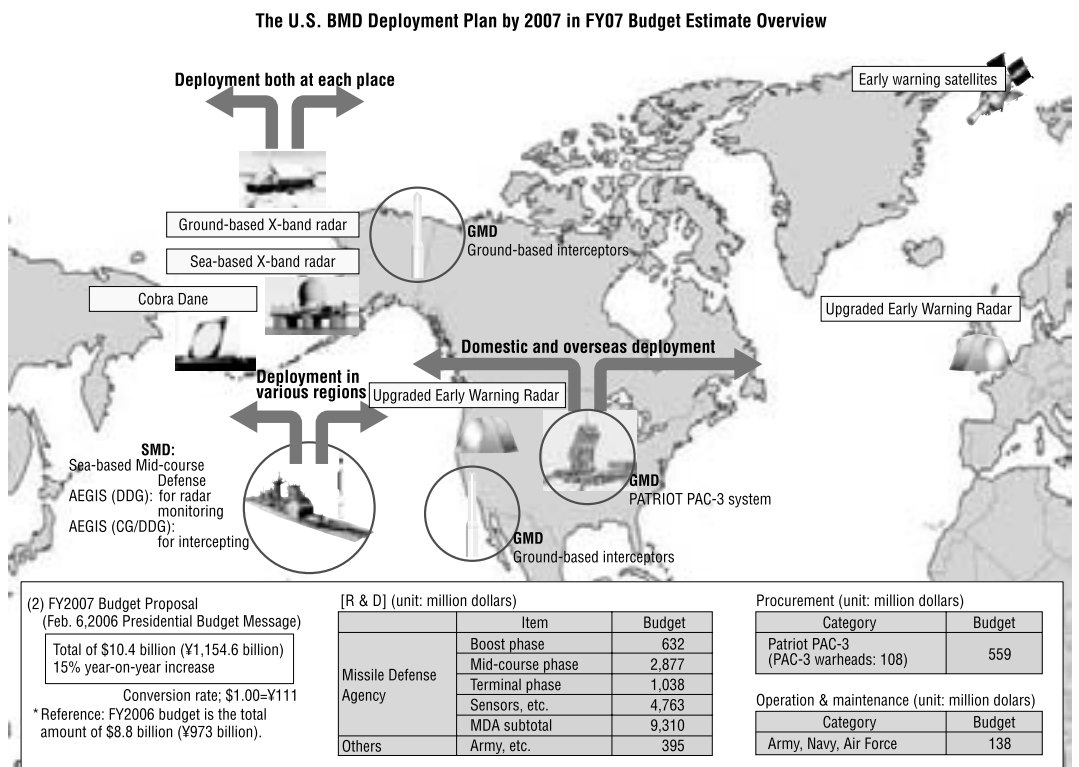 The U.S. BMD Deployment Plan by 2007 in FY07 Budget Estimate Overview
Deployment both at each place
Early warning satellites
Ground-based X-band radar
GMD
Ground-based interceptors
Sea-based X-band radar
Cobra Dane
Upgraded Early Warning Radar
Domestic and overseas deployment
Deployment in
various regions
Upgraded Early Warning Radar
SMD:
Sea-based Mid-course
Defense
AEGIS (DDG): for radar
monitoring
AEGIS (CG/DDG):
for intercepting
GMD
PATRIOT PAC-3 system
GMD
Ground-based interceptors
(2) FY2007 Budget Proposal
(Feb. 6,2006 Presidential Budget Message)
Total of $10.4 billion (¥1,154.6 billion)
15% year-on-year increase
Conversion rate; $1.00=¥111
* Reference: FY2006 budget is the total
amount of $8.8 billion (¥973 billion).
[R & D] (unit: million dollars)
Item Budget
Missile Defense
Agency
Boost phase 632
Mid-course phase 2,877
Terminal phase 1,038
Sensors, etc. 4,763
MDA subtotal 9,310
Others Army, etc. 395
Procurement (unit: million dollars)
Category Budget
Patriot PAC-3
(PAC-3 warheads: 108) 559
Operation & maintenance (unit: million dolars)
Category Budget
Army, Navy, Air Force 138